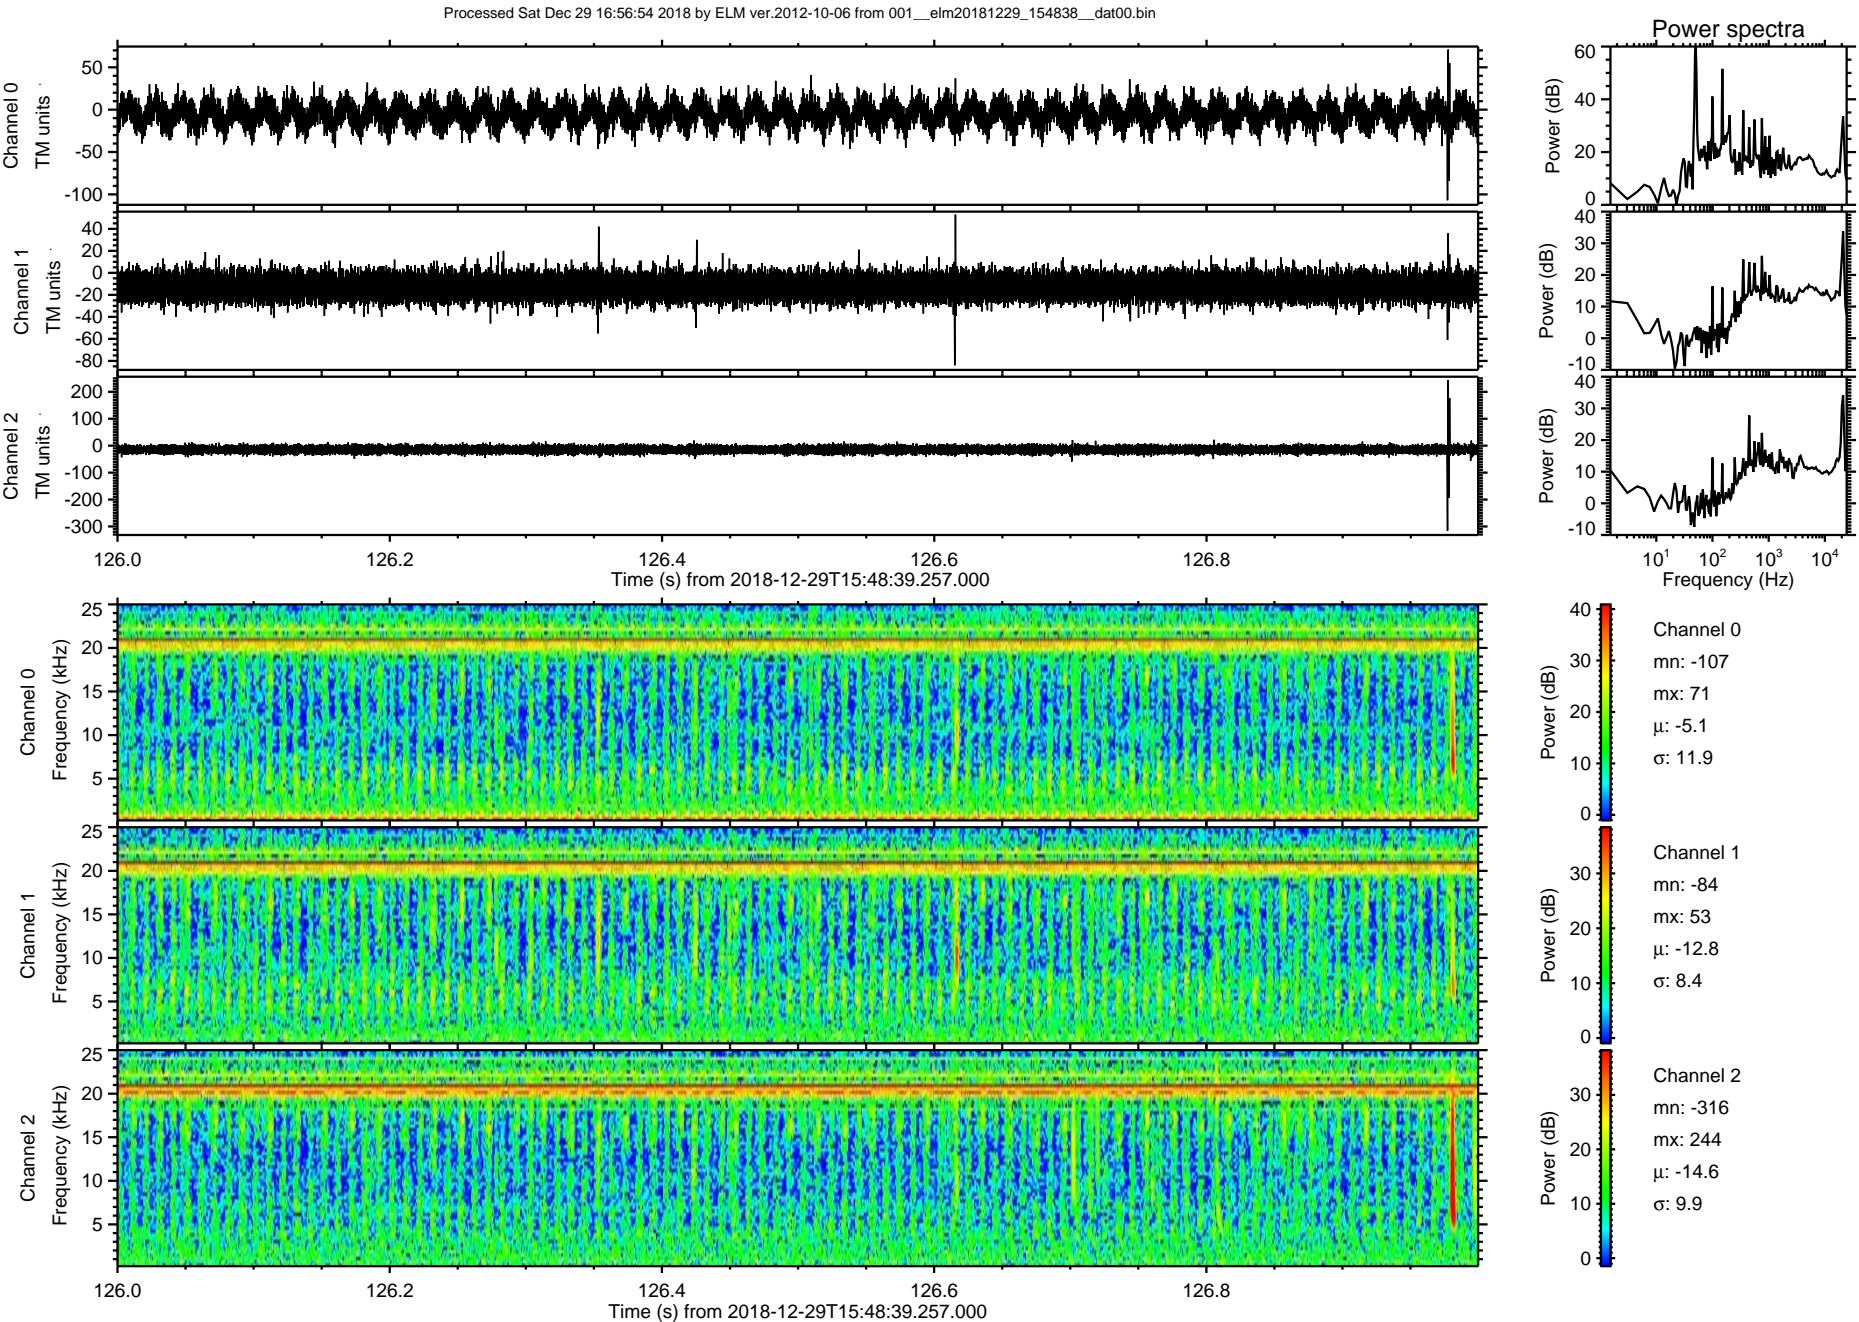 Processed Sat Dec 29 16:56:54 2018 by ELM ver.2012-10-06 from 001__elm20181229_154838__dat00.bin
Power spectra
Channel 0
TM units
50
0
-50
-100
Power (dB)
60
40
20
0
Channel 1
TM units
40
20
0
-20
-40
-60
-80
Power (dB)
40
30
20
10
0
-10
Channel 2
TM units
200
100
0
-100
-200
-300
Power (dB)
40
30
20
10
0
-10
126.0 126.2 126.4 126.6 126.8
Time (s) from 2018-12-29T15:48:39.257.000
10^1 10^2 10^3 10^4
Frequency (Hz)
Channel 0
Frequency (kHz)
25
20
15
10
5
Power (dB)
40
30
20
10
0
Channel 0
mn: -107
mx: 71
μ: -5.1
σ: 11.9
Channel 1
Frequency (kHz)
25
20
15
10
5
Power (dB)
30
20
10
0
Channel 1
mn: -84
mx: 53
μ: -12.8
σ: 8.4
Channel 2
Frequency (kHz)
25
20
15
10
5
Power (dB)
30
20
10
0
Channel 2
mn: -316
mx: 244
μ: -14.6
σ: 9.9
126.0 126.2 126.4 126.6 126.8
Time (s) from 2018-12-29T15:48:39.257.000